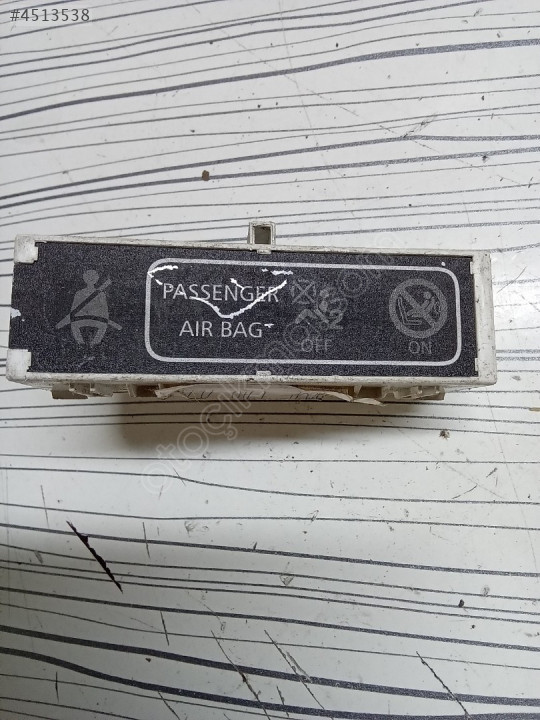 #4513538
PASSENGER
AIR BAG
OFF
ON